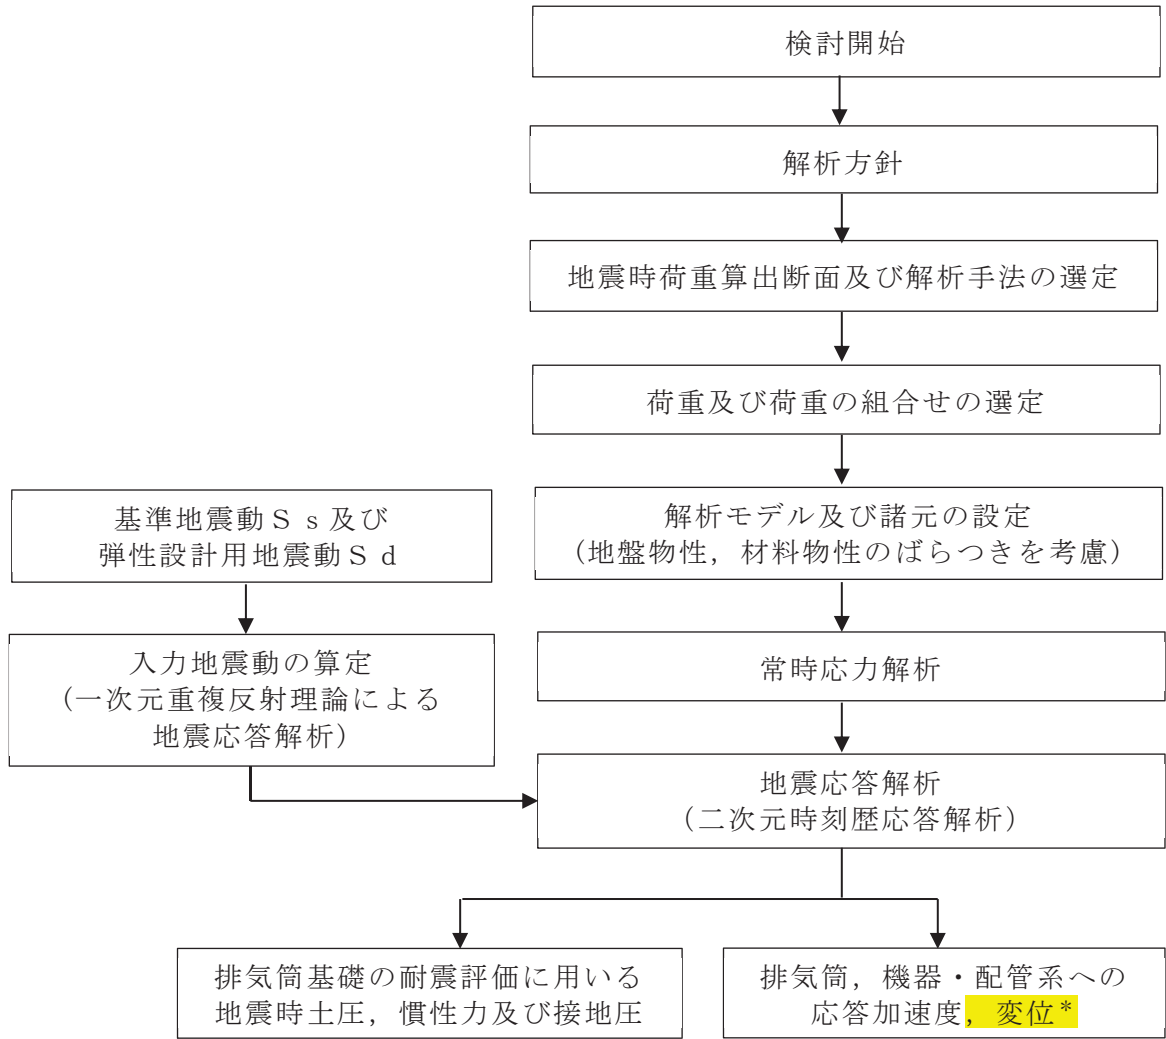 検討開始
解析方針
地震時荷重算出断面及び解析手法の選定
荷重及び荷重の組合せの選定
基準地震動Ｓｓ及び
弾性設計用地震動Ｓｄ
解析モデル及び諸元の設定
（地盤物性，材料物性のばらつきを考慮）
入力地震動の算定
（一次元重複反射理論による
地震応答解析）
常時応力解析
地震応答解析
（二次元時刻歴応答解析）
排気筒基礎の耐震評価に用いる
地震時土圧，慣性力及び接地圧
排気筒，機器・配管系への
応答加速度，変位*